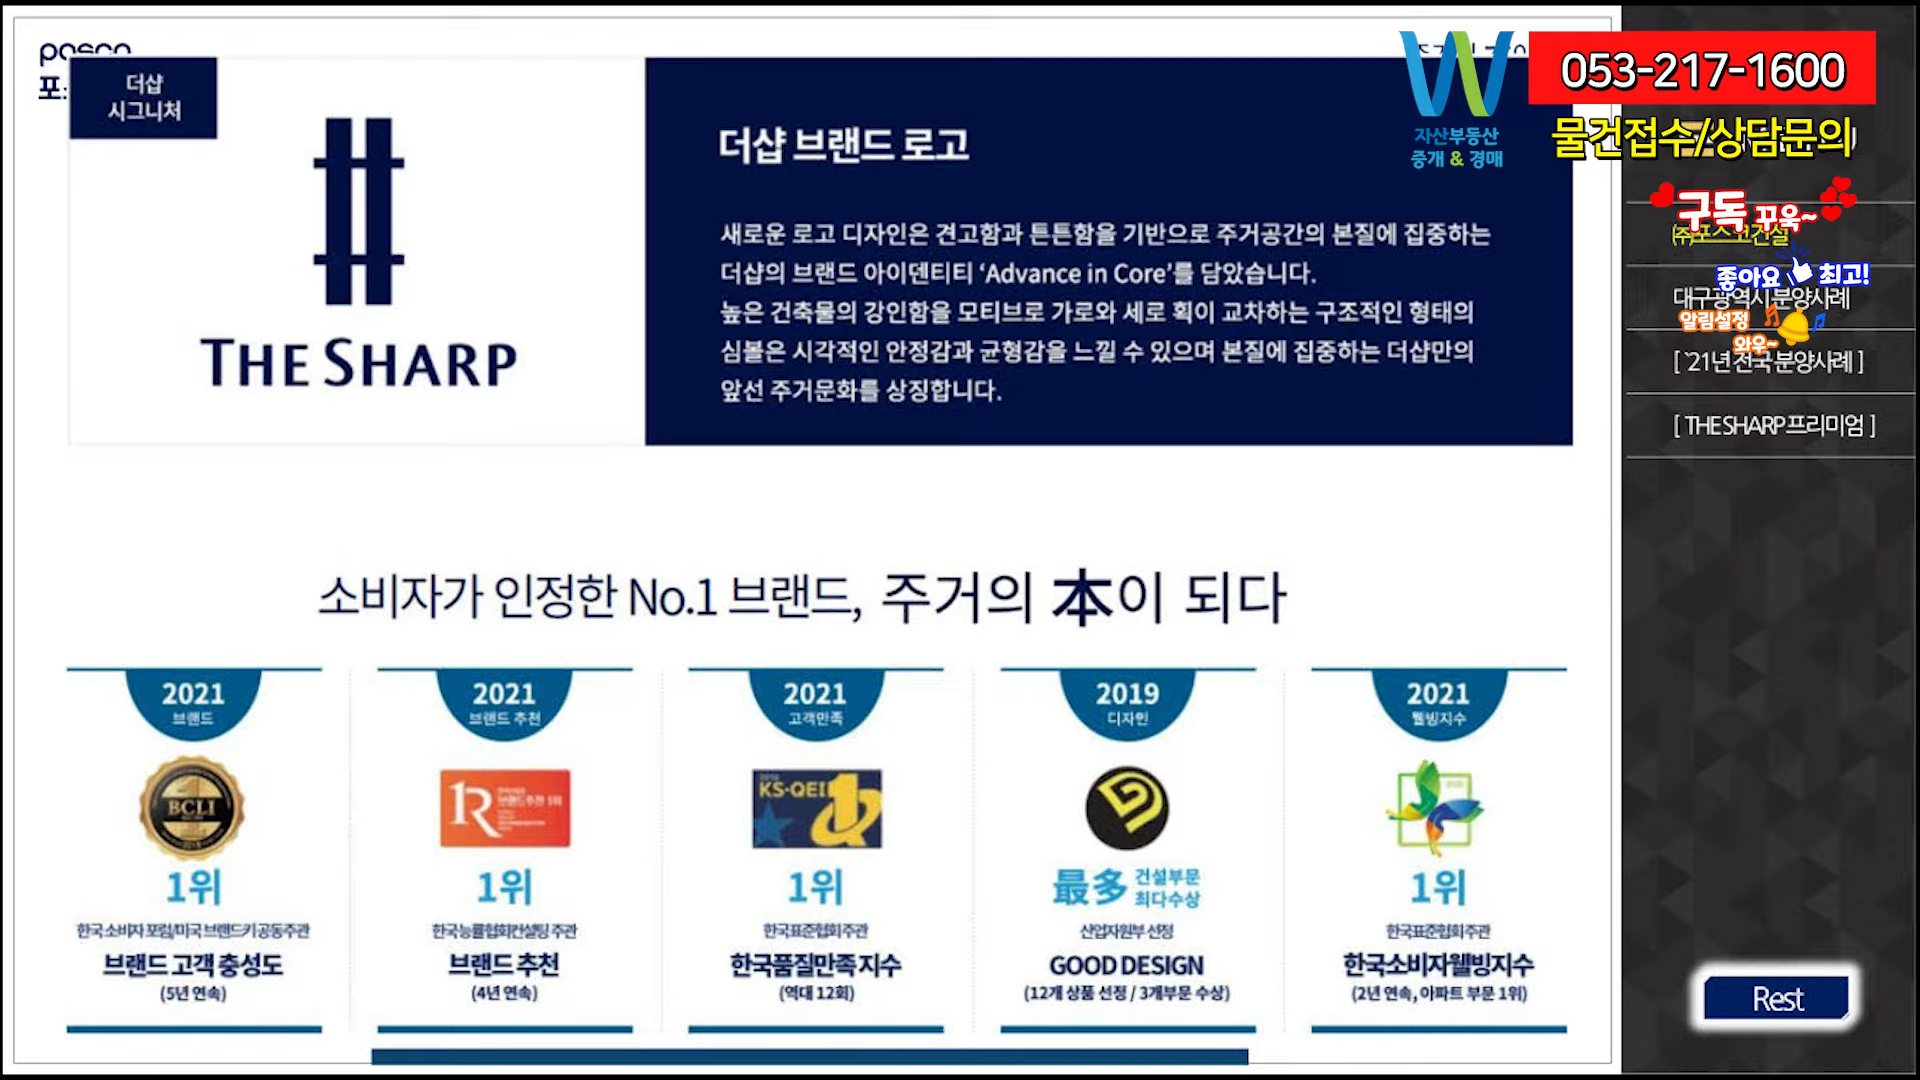 posco
포
더샵
시그니처
THE SHARP
더샵 브랜드 로고
새로운 로고 디자인은 견고함과 튼튼함을 기반으로 주거공간의 본질에 집중하는
더샵의 브랜드 아이덴티티 ‘Advance in Core’를 담았습니다.
높은 건축물의 강인함을 모티브로 가로와 세로 획이 교차하는 구조적인 형태의
심볼은 시각적인 안정감과 균형감을 느낄 수 있으며 본질에 집중하는 더샵만의
앞선 주거문화를 상징합니다.
소비자가 인정한 No.1 브랜드, 주거의 本이 되다
2021
브랜드
BCLI
1위
한국 소비자 포럼/미국 브랜드키 공동주관
브랜드 고객 충성도
(5년 연속)
2021
브랜드 추천
1R
브랜드추천 1위
1위
한국능률협회컨설팅 주관
브랜드 추천
(4년 연속)
2021
고객만족
KS-QEI
1위
한국표준협회주관
한국품질만족지수
(역대 12회)
2019
디자인
最多 건설부문
최다수상
산업자원부 선정
GOOD DESIGN
(12개 상품 선정 / 3개부문 수상)
2021
웰빙지수
1위
한국표준협회주관
한국소비자웰빙지수
(2년 연속, 아파트 부문 1위)
W
자산부동산
중개 & 경매
053-217-1600
물건접수/상담문의
구독 꾸욱~
㈜포스코건설
좋아요 최고!
대구광역시 분양사례
알림설정
와우~
[ `21년 전국 분양사례 ]
[ THE SHARP 프리미엄 ]
Rest